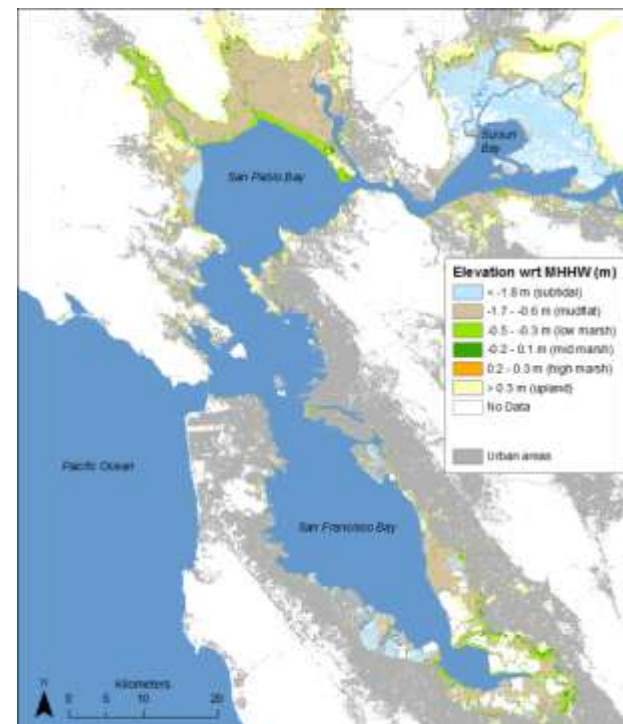 San Pablo Bay
Suisun
Bay
Elevation wrt MHHW (m)
< -1.8 m (subtidal)
-1.7 - -0.6 m (mudflat)
-0.5 - -0.3 m (low marsh)
-0.2 - 0.1 m (mid marsh)
0.2 - 0.3 m (high marsh)
> 0.3 m (upland)
No Data
Urban areas
Pacific Ocean
San Francisco Bay
N
Kilometers
0 5 10 20